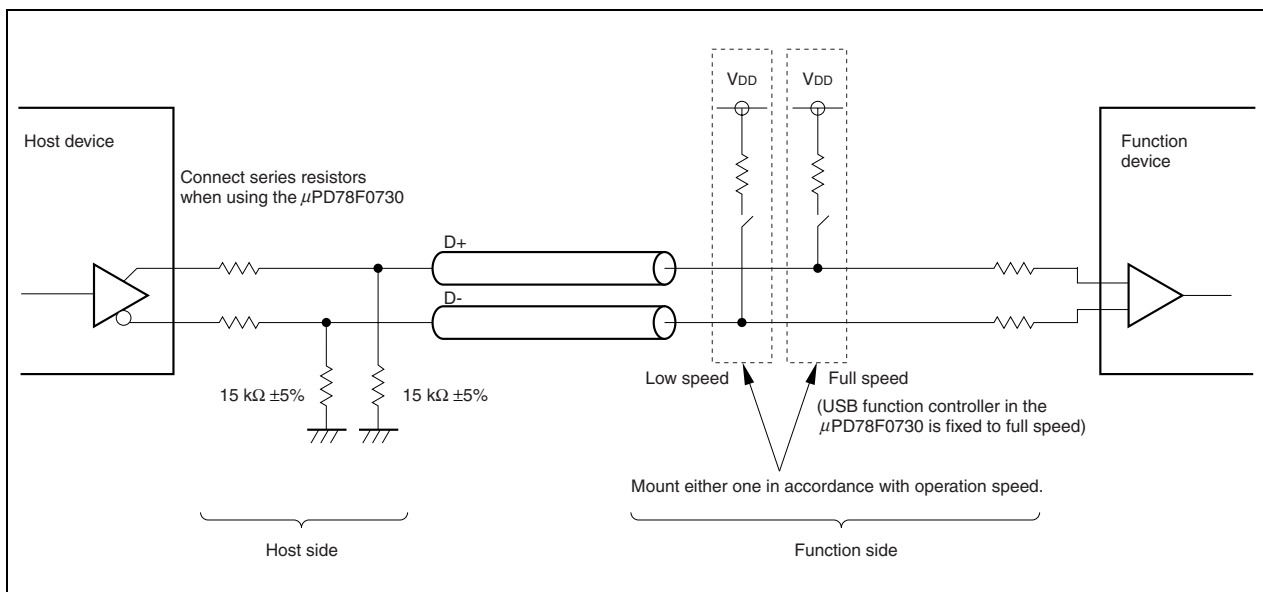 VDD
VDD
Host device
Function
device
Connect series resistors
when using the μPD78F0730
D+
D-
Low speed
Full speed
15 kΩ ±5%
15 kΩ ±5%
(USB function controller in the
μPD78F0730 is fixed to full speed)
Mount either one in accordance with operation speed.
Host side
Function side